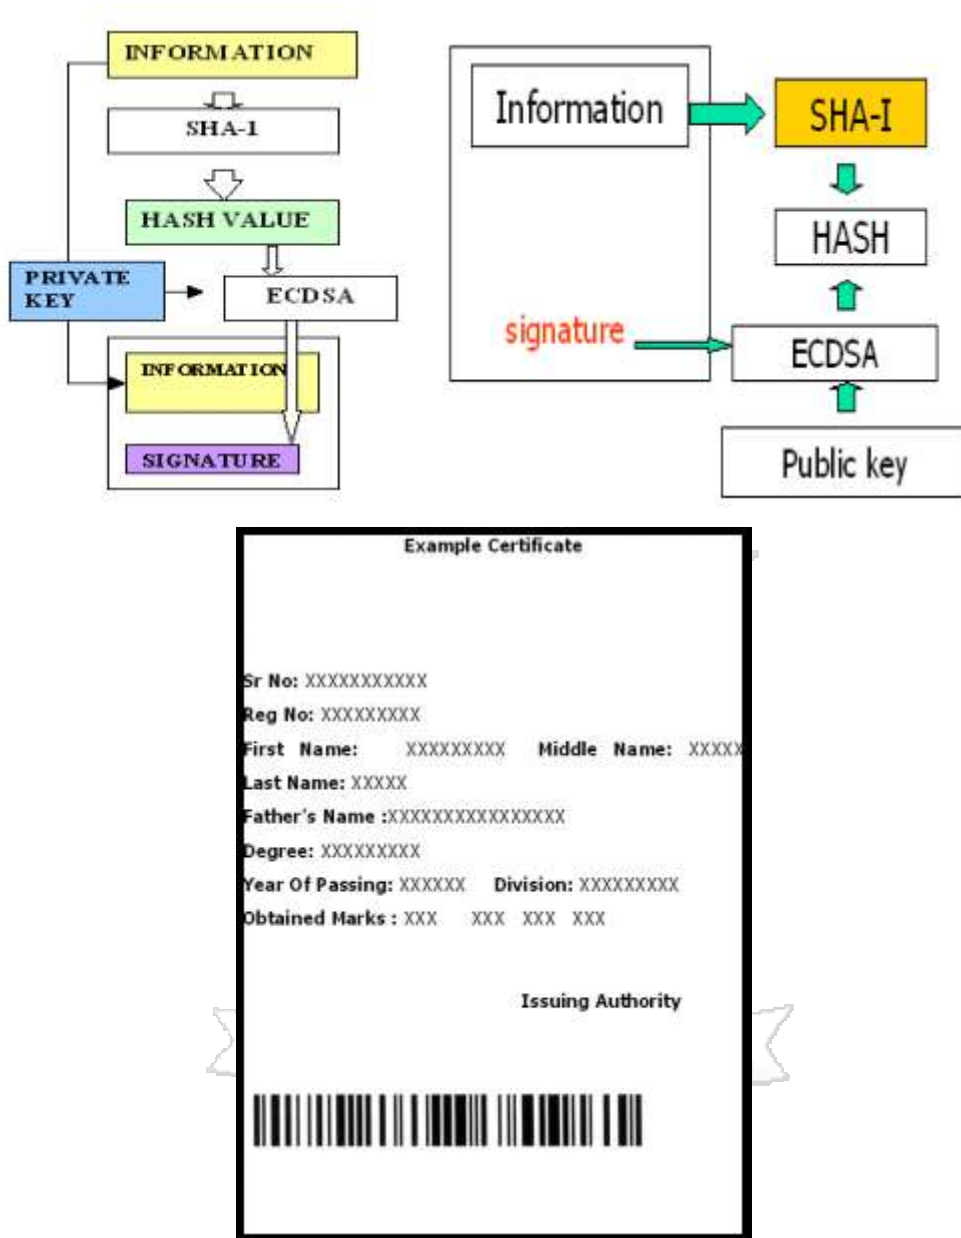 INFORMATION
SHA-1
HASH VALUE
PRIVATE
KEY
ECDSA
INFORMATION
SIGNATURE
Information
SHA-I
HASH
signature
ECDSA
Public key
Example Certificate
Sr No: XXXXXXXXXXX
Reg No: XXXXXXXXX
First Name: XXXXXXXXX Middle Name: XXXXX
Last Name: XXXXX
Father's Name :XXXXXXXXXXXXXXXX
Degree: XXXXXXXXX
Year Of Passing: XXXXXX Division: XXXXXXXXX
Obtained Marks : XXX XXX XXX XXX
Issuing Authority